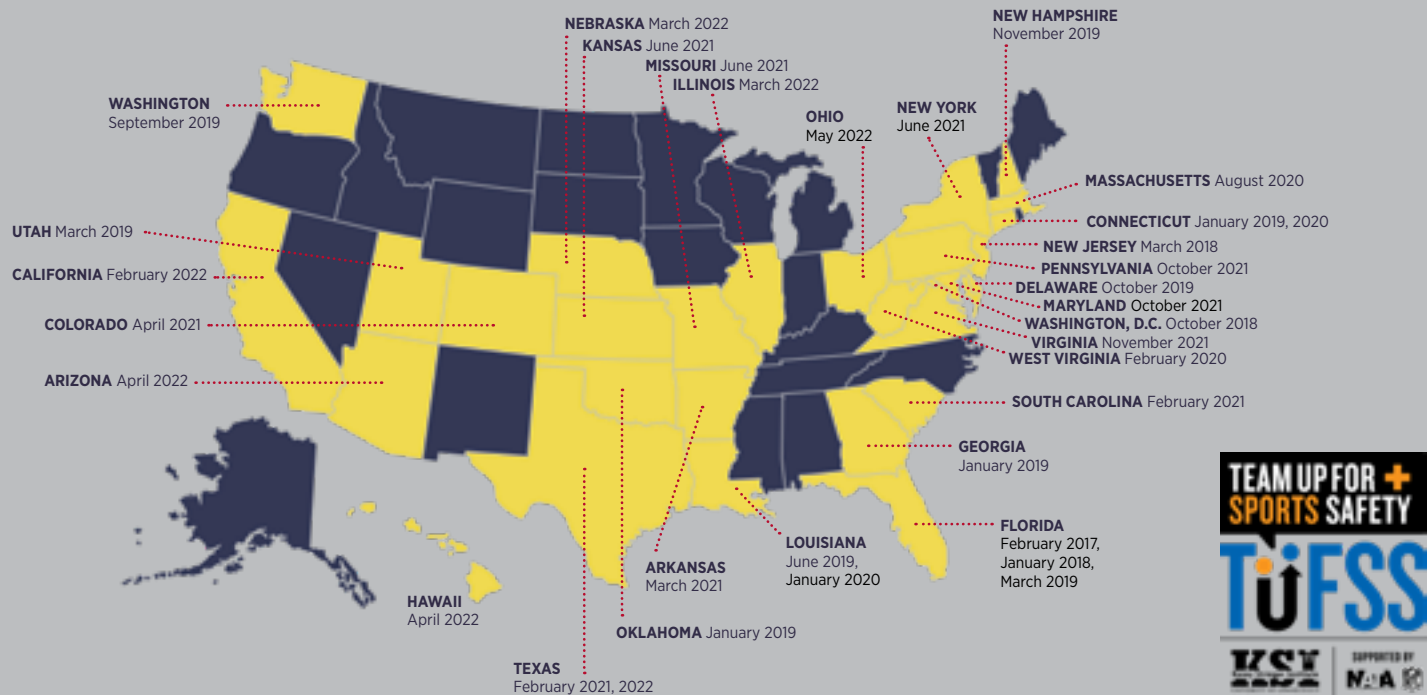 NEBRASKA March 2022
KANSAS June 2021
MISSOURI June 2021
ILLINOIS March 2022
NEW HAMPSHIRE
November 2019
WASHINGTON
September 2019
OHIO
May 2022
NEW YORK
June 2021
MASSACHUSETTS August 2020
CONNECTICUT January 2019, 2020
UTAH March 2019
NEW JERSEY March 2018
CALIFORNIA February 2022
PENNSYLVANIA October 2021
DELAWARE October 2019
MARYLAND October 2021
COLORADO April 2021
WASHINGTON, D.C. October 2018
VIRGINIA November 2021
WEST VIRGINIA February 2020
ARIZONA April 2022
SOUTH CAROLINA February 2021
GEORGIA
January 2019
FLORIDA
February 2017,
January 2018,
March 2019
LOUISIANA
June 2019,
January 2020
ARKANSAS
March 2021
HAWAII
April 2022
OKLAHOMA January 2019
TEXAS
February 2021, 2022
TEAM UP FOR +
SPORTS SAFETY
TUFSS
KSI
SUPPORTED BY